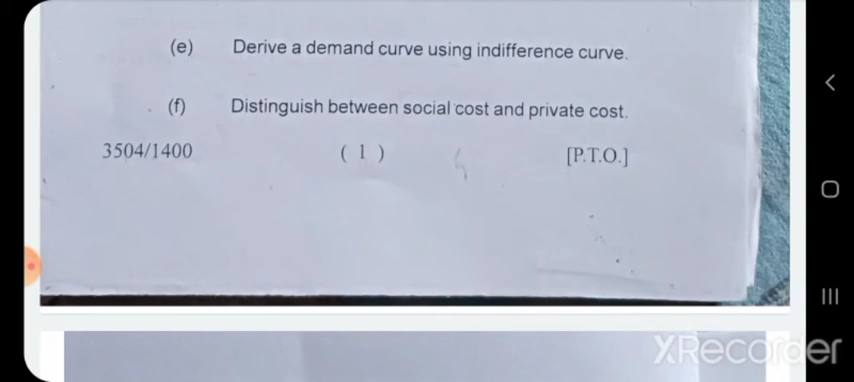 (e) Derive a demand curve using indifference curve.
(f) Distinguish between social cost and private cost.
3504/1400 ( 1 ) [P.T.O.]
XRecorder